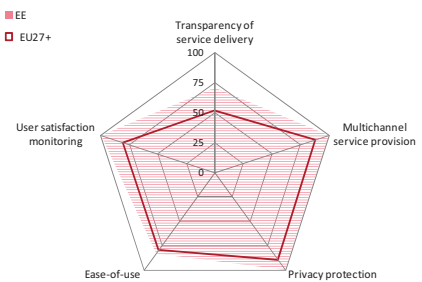 EE
EU27+
Transparency of
service delivery
100
75
50
25
0
User satisfaction
monitoring
Multichannel
service provision
Ease-of-use
Privacy protection